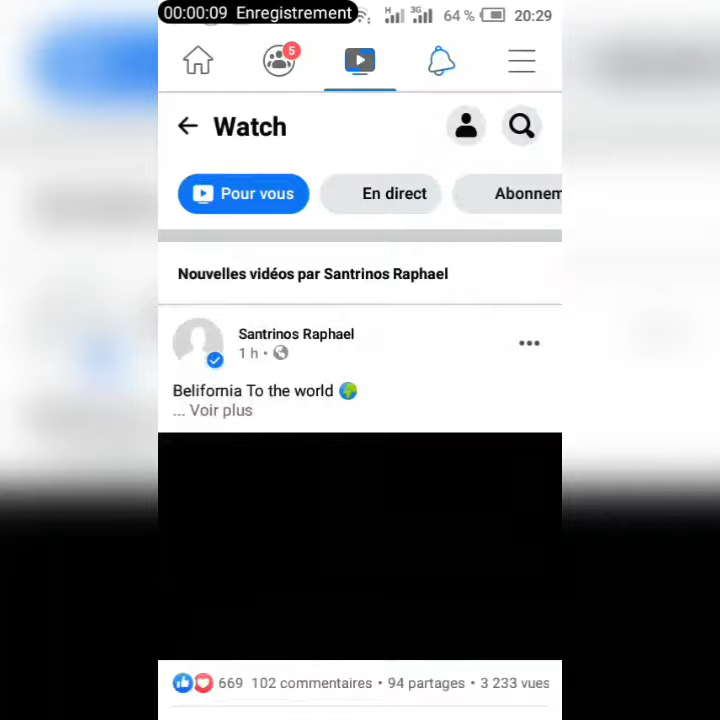 00:00:09 Enregistrement
H 3G 64 % 20:29
5
Watch
Pour vous En direct Abonnem
Nouvelles vidéos par Santrinos Raphael
Santrinos Raphael
1 h •
Belifornia To the world 🌍
... Voir plus
669 102 commentaires • 94 partages • 3 233 vues